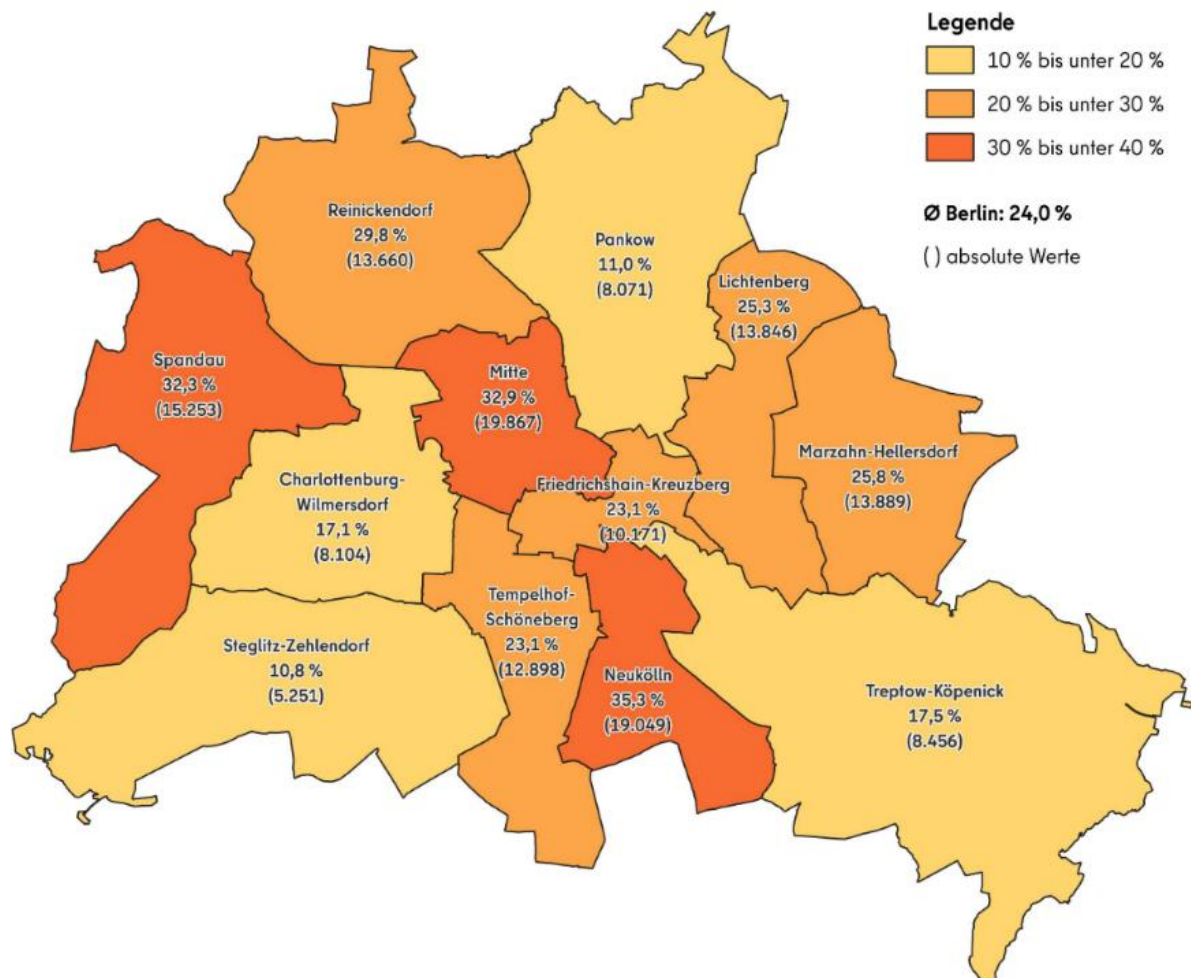 Legende
10 % bis unter 20 %
20 % bis unter 30 %
30 % bis unter 40 %
Ø Berlin: 24,0 %
( ) absolute Werte
Reinickendorf
29,8 %
(13.660)
Pankow
11,0 %
(8.071)
Lichtenberg
25,3 %
(13.846)
Spandau
32,3 %
(15.253)
Mitte
32,9 %
(19.867)
Marzahn-Hellersdorf
25,8 %
(13.889)
Charlottenburg-
Wilmersdorf
17,1 %
(8.104)
Friedrichshain-Kreuzberg
23,1 %
(10.171)
Tempelhof-
Schöneberg
23,1 %
(12.898)
Steglitz-Zehlendorf
10,8 %
(5.251)
Neukölln
35,3 %
(19.049)
Treptow-Köpenick
17,5 %
(8.456)